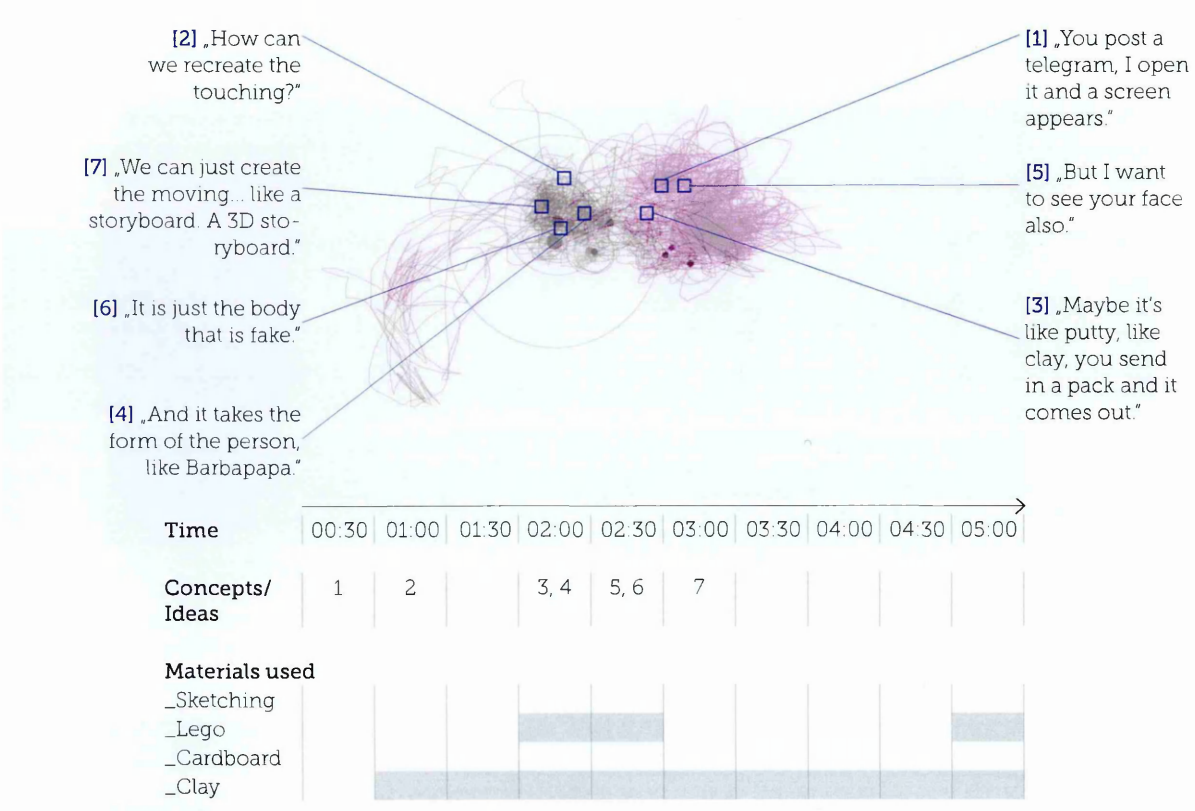 [2] „How can
we recreate the
touching?"
[7] „We can just create
the moving... like a
storyboard. A 3D sto-
ryboard."
[6] „It is just the body
that is fake."
[4] „And it takes the
form of the person,
like Barbapapa."
[1] „You post a
telegram, I open
it and a screen
appears."
[5] „But I want
to see your face
also."
[3] „Maybe it's
like putty, like
clay, you send
in a pack and it
comes out."
Time 00:30 01:00 01:30 02:00 02:30 03:00 03:30 04:00 04:30 05:00
Concepts/ 1 2 3, 4 5, 6 7
Ideas
Materials used
_Sketching
_Lego
_Cardboard
_Clay